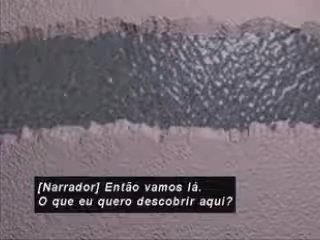 [Narrador] Então vamos lá.
O que eu quero descobrir aqui?